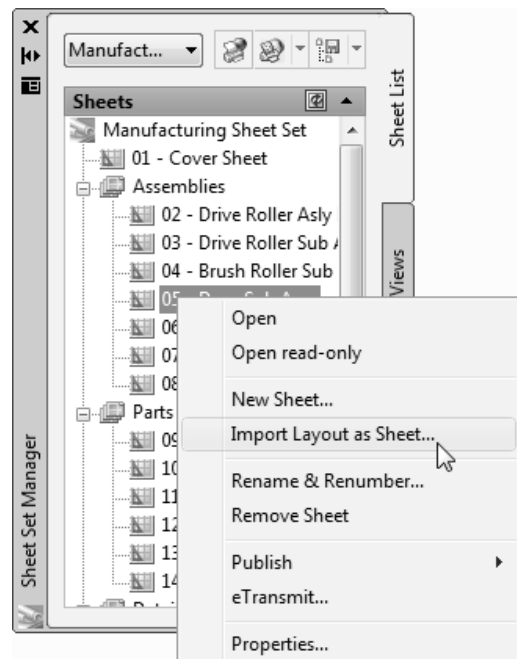 Manufact...
Sheets
Manufacturing Sheet Set
01 - Cover Sheet
Assemblies
02 - Drive Roller Asly
03 - Drive Roller Sub
04 - Brush Roller Sub
05
06
07
08
Parts
09
10
11
12
13
14
Open
Open read-only
New Sheet...
Import Layout as Sheet...
Rename & Renumber...
Remove Sheet
Publish
eTransmit...
Properties...
Sheet List
Views
Sheet Set Manager